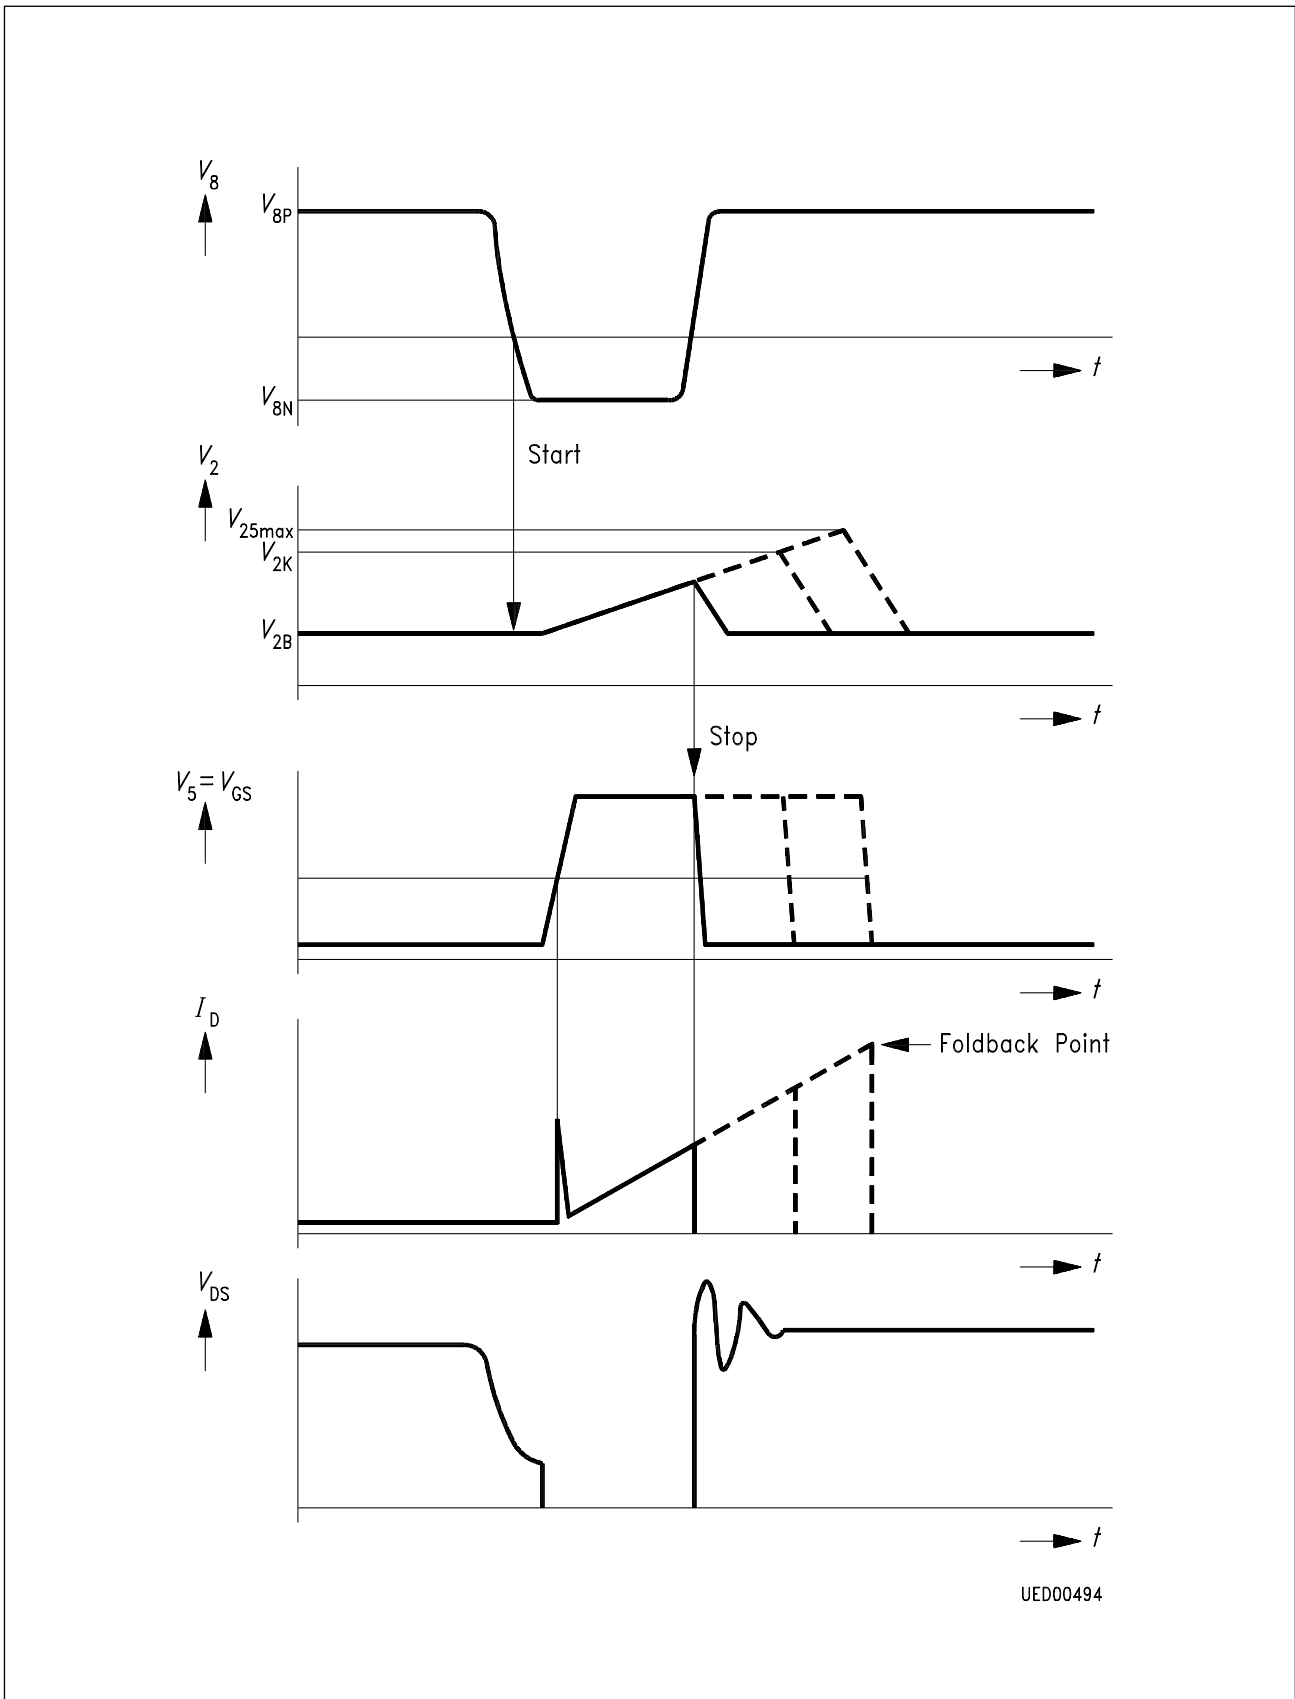 V8
V8P
t
V8N
Start
V2
V25max
V2K
V2B
t
Stop
V5=VGS
t
ID
Foldback Point
t
VDS
t
UED00494